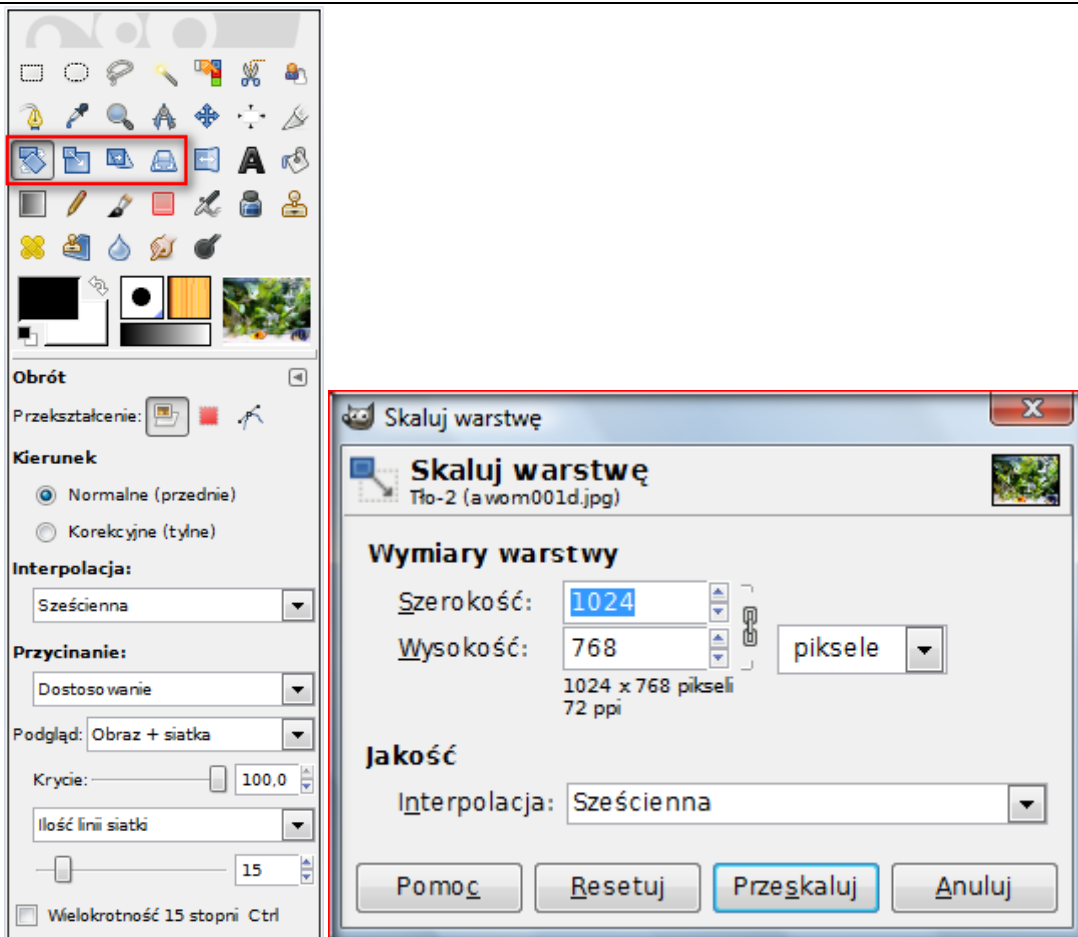 Obrót
Przekształcenie:
Kierunek
Normalne (przednie)
Korekcyjne (tylne)
Interpolacja:
Sześcienna
Przycinanie:
Dostosowanie
Podgląd: Obraz + siatka
Krycie: 100,0
Ilość linii siatki
15
Wielokrotność 15 stopni Ctrl
Skaluj warstwę
Skaluj warstwę
Tło-2 (awom001d.jpg)
Wymiary warstwy
Szerokość: 1024
Wysokość: 768 piksele
1024 x 768 pikseli
72 ppi
Jakość
Interpolacja: Sześcienna
Pomoc Resetuj Przeskaluj Anuluj